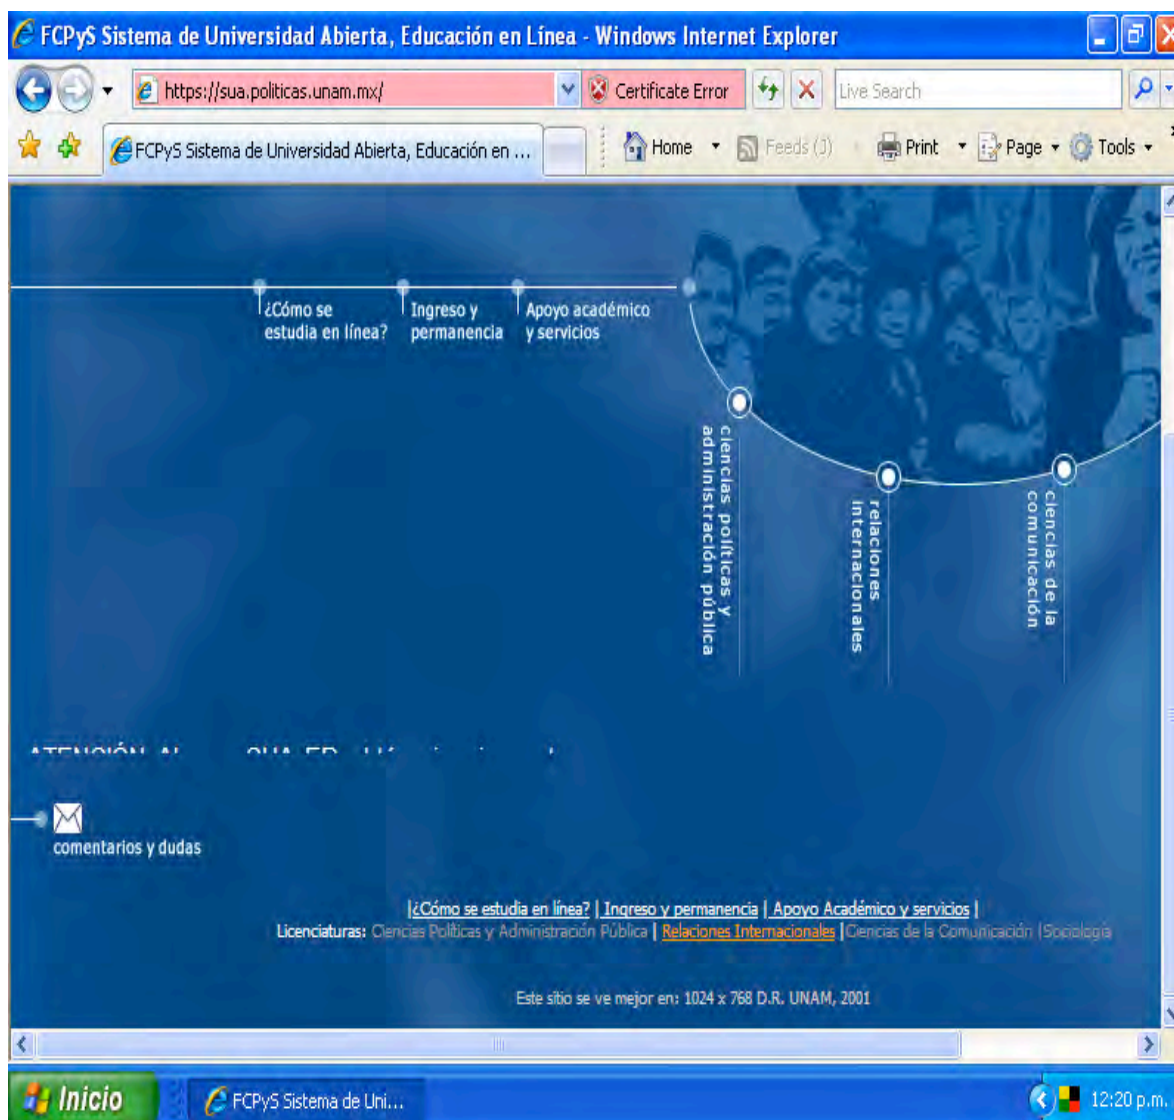 FCPyS Sistema de Universidad Abierta, Educación en Línea - Windows Internet Explorer
https://sua.politicas.unam.mx/
Certificate Error
Live Search
FCPyS Sistema de Universidad Abierta, Educación en ...
Home
Feeds (J)
Print
Page
Tools
¿Cómo se
estudia en línea?
Ingreso y
permanencia
Apoyo académico
y servicios
ciencias políticas y
administración pública
relaciones
internacionales
ciencias de la
comunicación
ATENCIÓN
comentarios y dudas
|¿Cómo se estudia en línea? | Ingreso y permanencia | Apoyo Académico y servicios |
Licenciaturas: Ciencias Políticas y Administración Pública | Relaciones Internacionales |Ciencias de la Comunicación |Sociología
Este sitio se ve mejor en: 1024 x 768 D.R. UNAM, 2001
Inicio
FCPyS Sistema de Uni...
12:20 p.m.